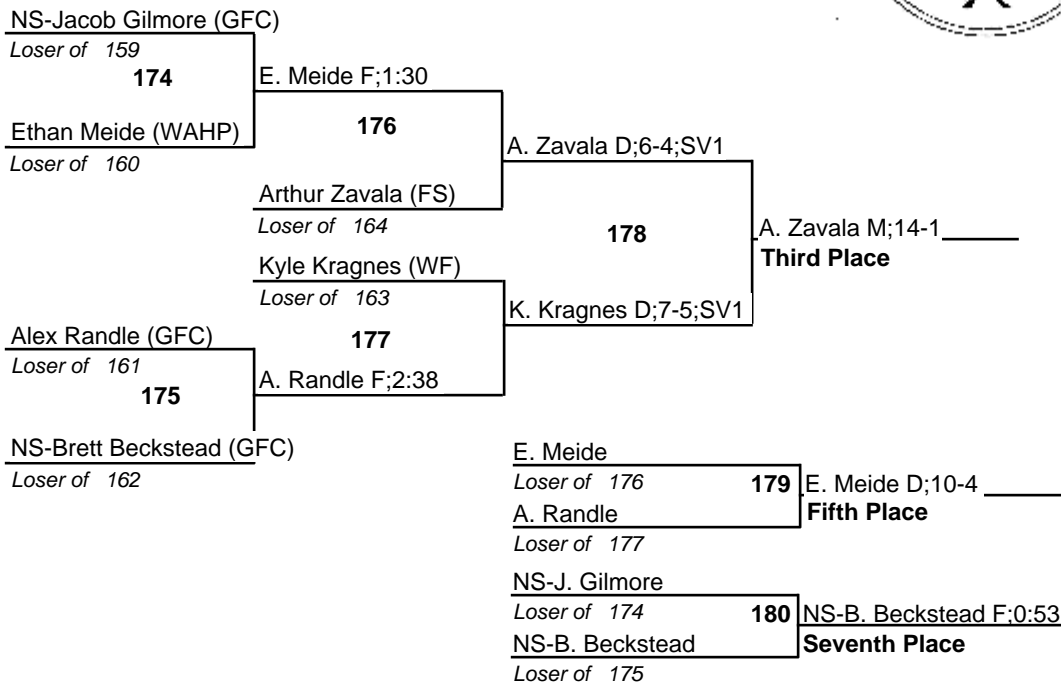 NS-Jacob Gilmore (GFC)
Loser of 159
174
E. Meide F;1:30
Ethan Meide (WAHP)
Loser of 160
176
A. Zavala D;6-4;SV1
Arthur Zavala (FS)
Loser of 164
178
A. Zavala M;14-1
Third Place
Kyle Kragnes (WF)
Loser of 163
K. Kragnes D;7-5;SV1
Alex Randle (GFC)
Loser of 161
177
175
A. Randle F;2:38
NS-Brett Beckstead (GFC)
Loser of 162
E. Meide
Loser of 176
179
E. Meide D;10-4
Fifth Place
A. Randle
Loser of 177
NS-J. Gilmore
Loser of 174
180
NS-B. Beckstead F;0:53
Seventh Place
NS-B. Beckstead
Loser of 175